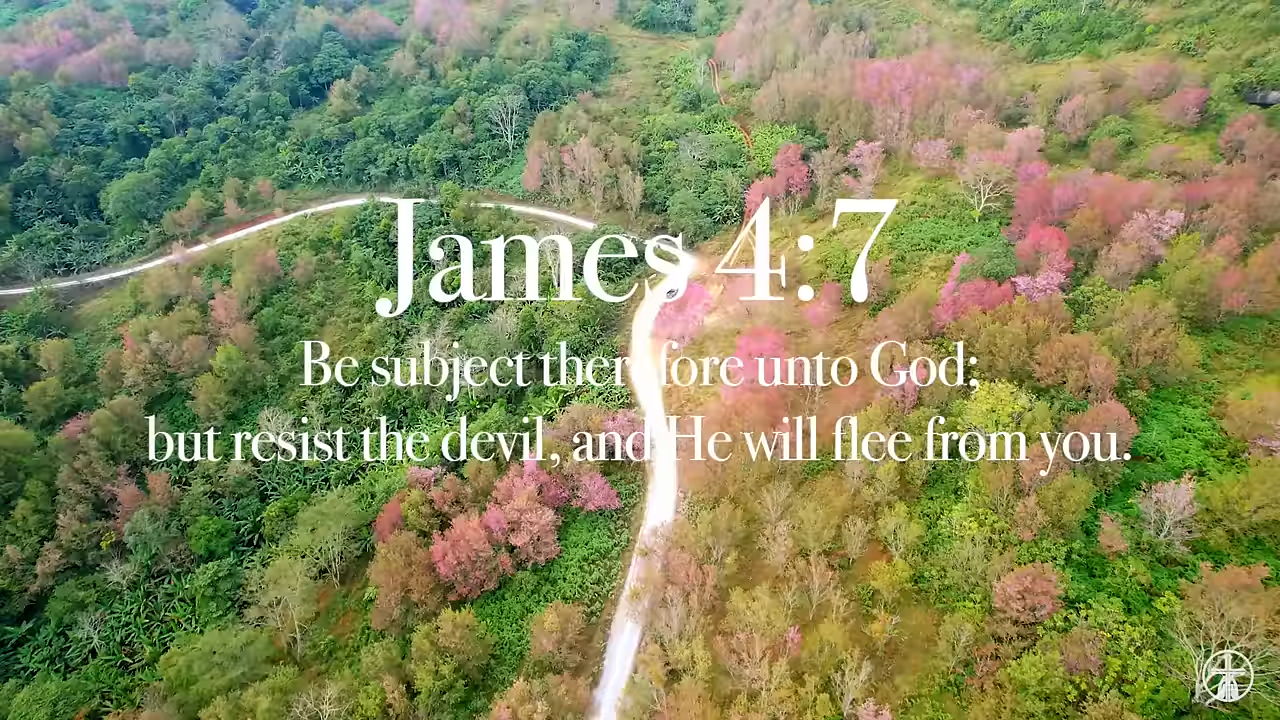 James 4:7
Be subject therefore unto God;
but resist the devil, and He will flee from you.